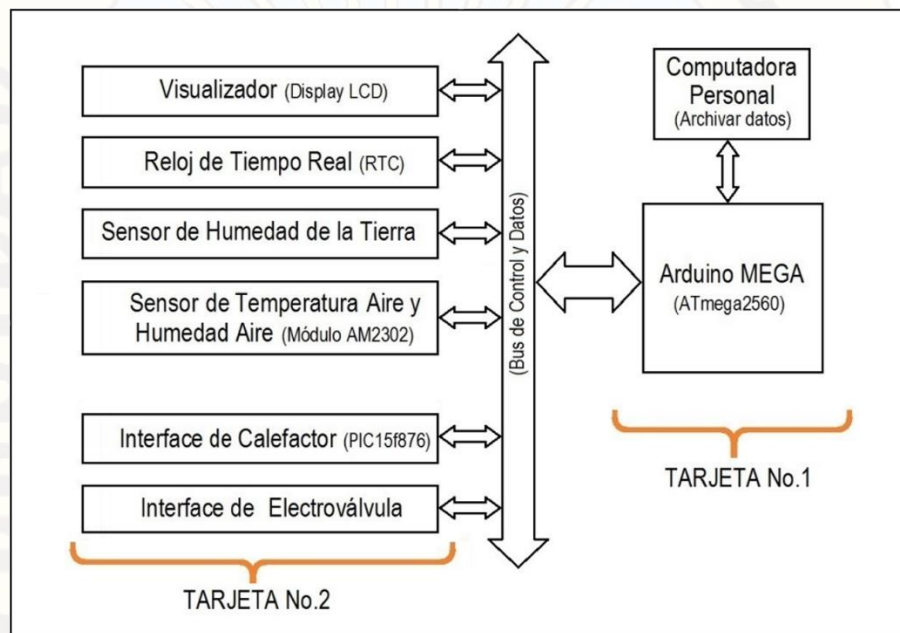 Visualizador (Display LCD)
Reloj de Tiempo Real (RTC)
Sensor de Humedad de la Tierra
Sensor de Temperatura Aire y
Humedad Aire (Módulo AM2302)
Interface de Calefactor (PIC15f876)
Interface de Electroválvula
TARJETA No.2
(Bus de Control y Datos)
Computadora
Personal
(Archivar datos)
Arduino MEGA
(ATmega2560)
TARJETA No.1